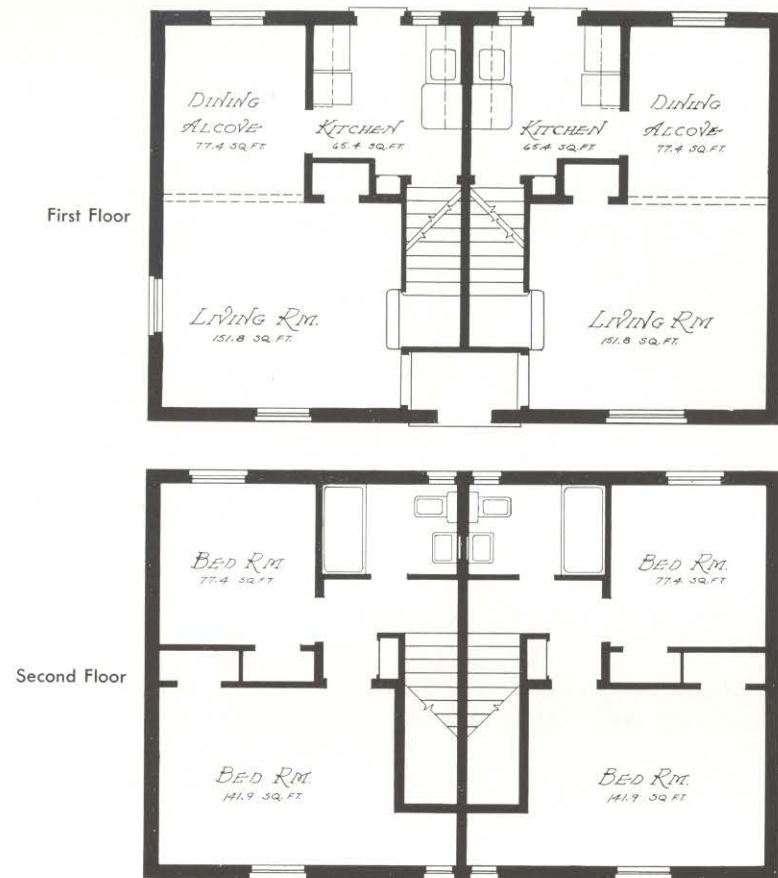 DINING
ALCOVE
77.4 SQ.FT.
KITCHEN
65.4 SQ.FT.
KITCHEN
65.4 SQ.FT.
DINING
ALCOVE
77.4 SQ.FT.
First Floor
LIVING RM.
151.8 SQ.FT.
LIVING RM
151.8 SQ.FT.
BED RM.
77.4 SQ.FT
BED RM.
77.4 SQ.FT
Second Floor
BED RM.
141.9 SQ.FT
BED RM.
141.9 SQ.FT